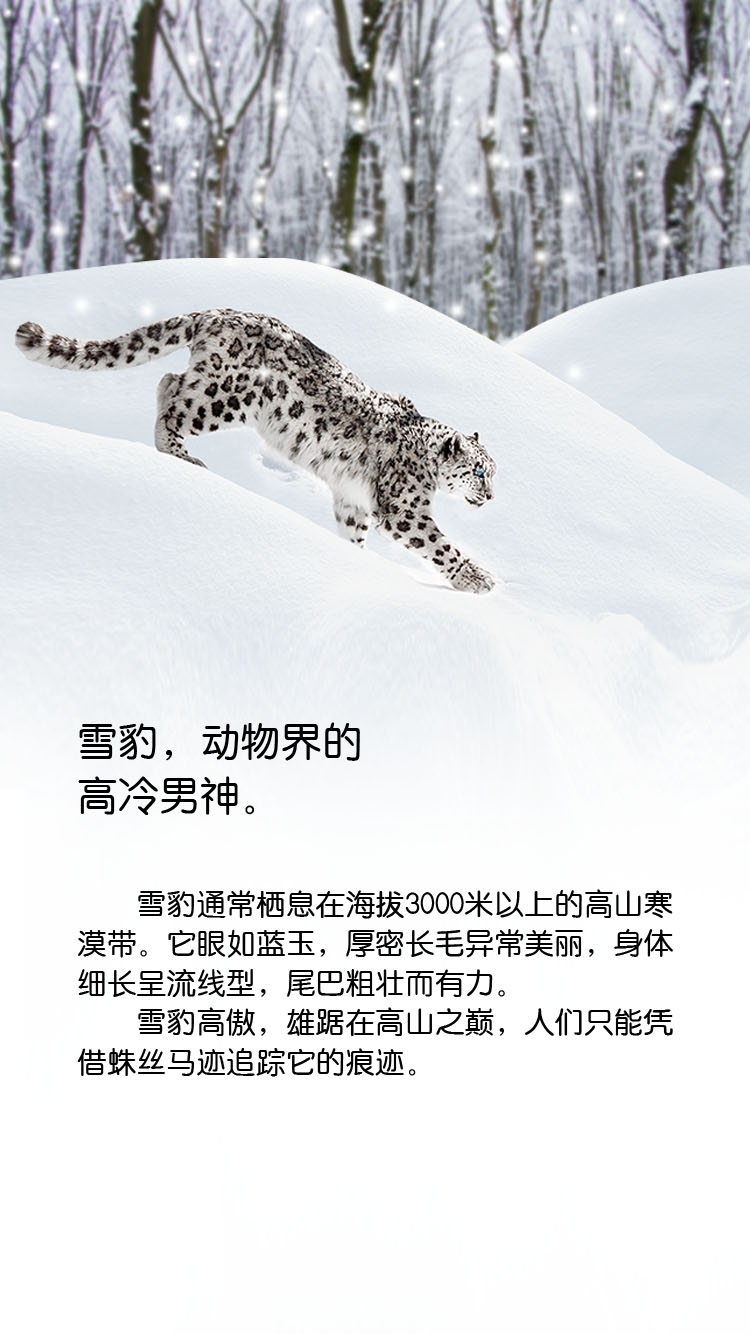 雪豹，动物界的
高冷男神。
雪豹通常栖息在海拔3000米以上的高山寒
漠带。它眼如蓝玉，厚密长毛异常美丽，身体
细长呈流线型，尾巴粗壮而有力。
雪豹高傲，雄踞在高山之巅，人们只能凭
借蛛丝马迹追踪它的痕迹。